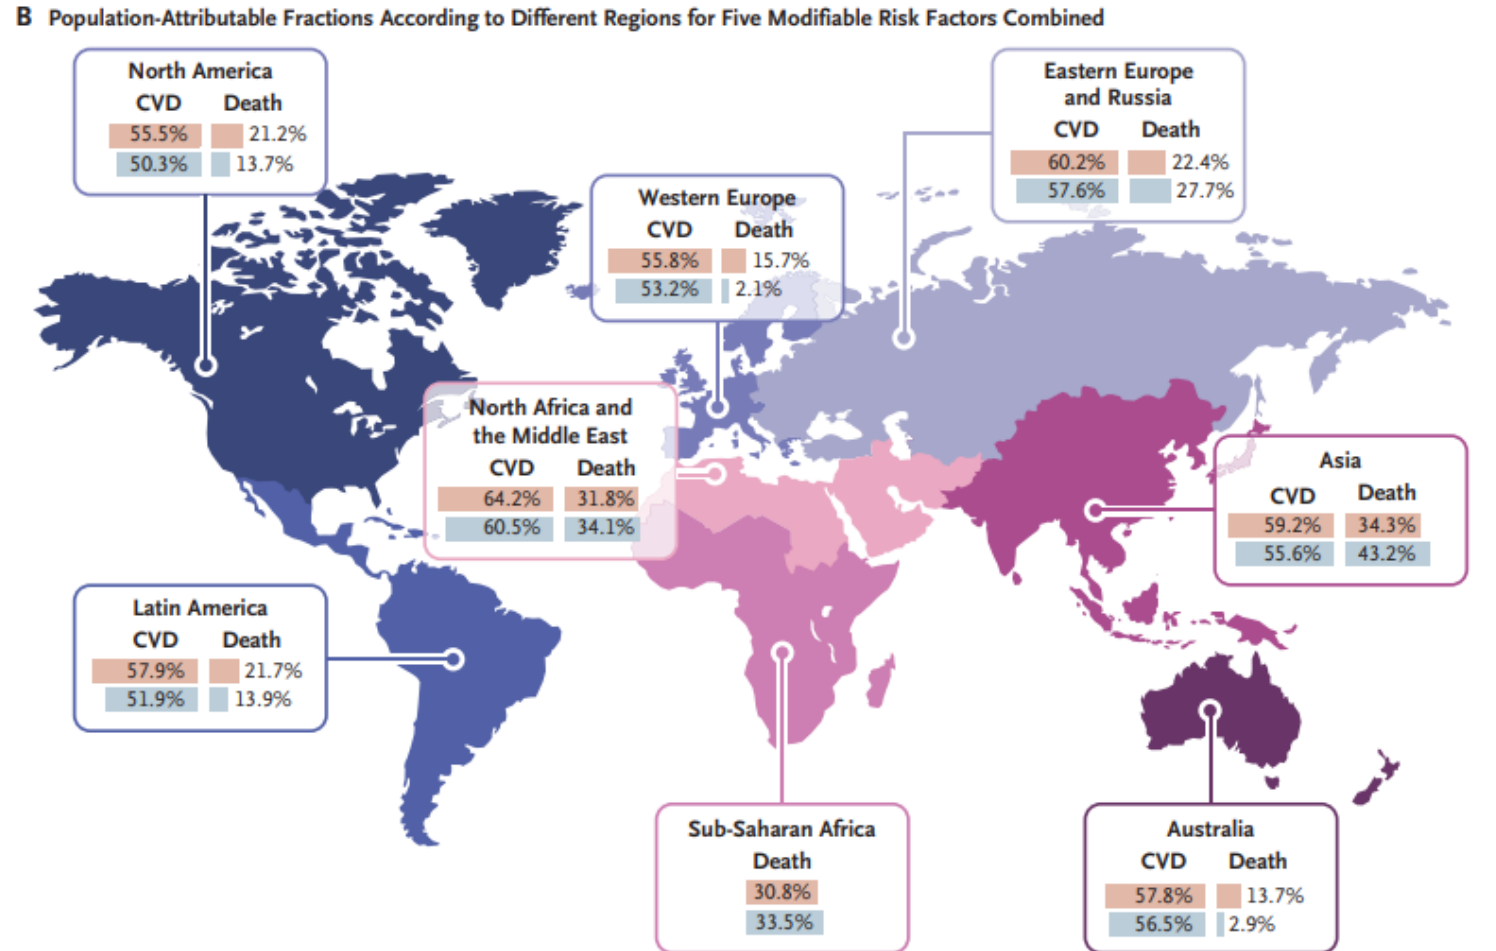 B Population-Attributable Fractions According to Different Regions for Five Modifiable Risk Factors Combined
North America
CVD Death
55.5% 21.2%
50.3% 13.7%
Eastern Europe
and Russia
CVD Death
60.2% 22.4%
57.6% 27.7%
Western Europe
CVD Death
55.8% 15.7%
53.2% 2.1%
North Africa and
the Middle East
CVD Death
64.2% 31.8%
60.5% 34.1%
Asia
CVD Death
59.2% 34.3%
55.6% 43.2%
Latin America
CVD Death
57.9% 21.7%
51.9% 13.9%
Sub-Saharan Africa
Death
30.8%
33.5%
Australia
CVD Death
57.8% 13.7%
56.5% 2.9%